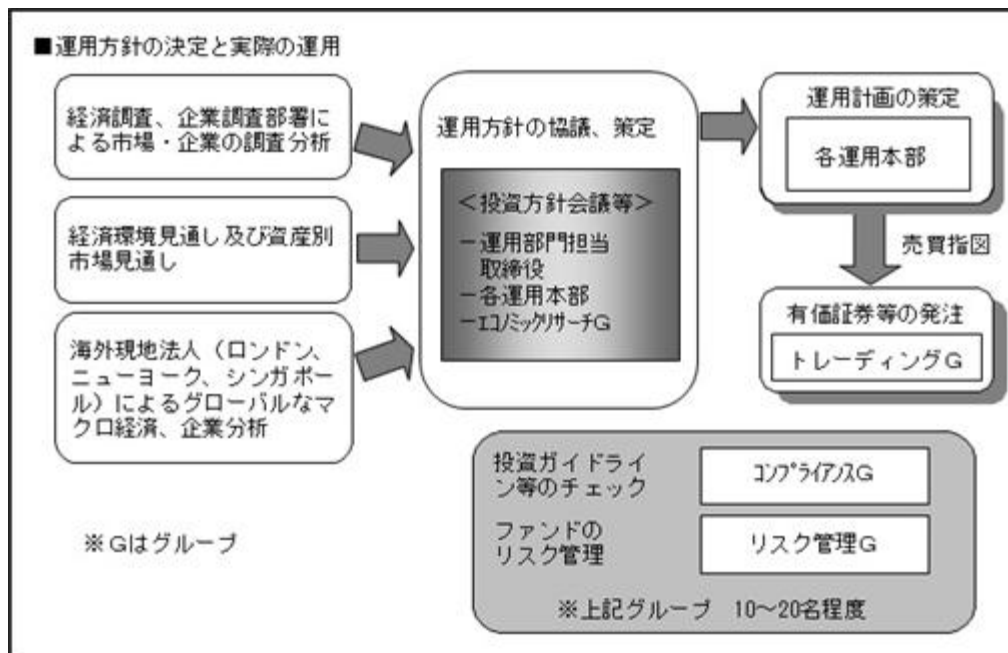 ■運用方針の決定と実際の運用
経済調査、企業調査部署に
よる市場・企業の調査分析
経済環境見通し及び資産別
市場見通し
海外現地法人（ロンドン、
ニューヨーク、シンガポー
ル）によるグローバルなマ
クロ経済、企業分析
※Gはグループ
運用方針の協議、策定
＜投資方針会議等＞
－運用部門担当
取締役
－各運用本部
－ｴｺﾉﾐｯｸﾘｻｰﾁG
運用計画の策定
各運用本部
売買指図
有価証券等の発注
トレーディングG
投資ガイドライ
ン等のチェック
ｺﾝﾌﾟﾗｲｱﾝｽG
ファンドの
リスク管理
リスク管理G
※上記グループ 10～20名程度